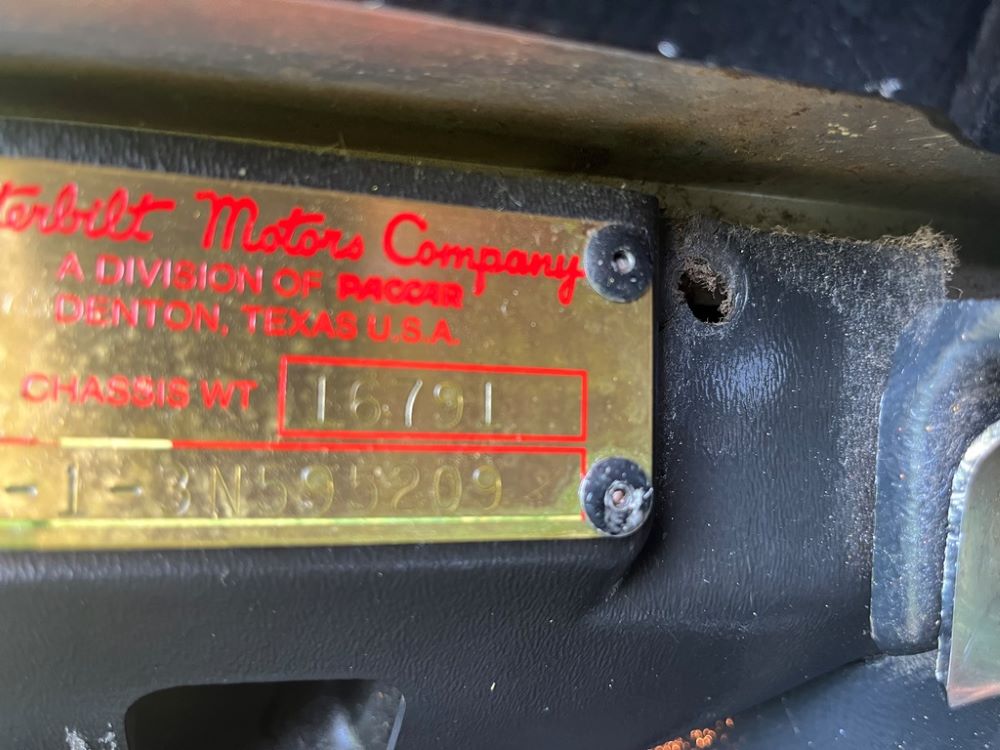 terbilt Motors Company
A DIVISION OF PACCAR
DENTON, TEXAS U.S.A.
CHASSIS WT 16791
-1-3N595209